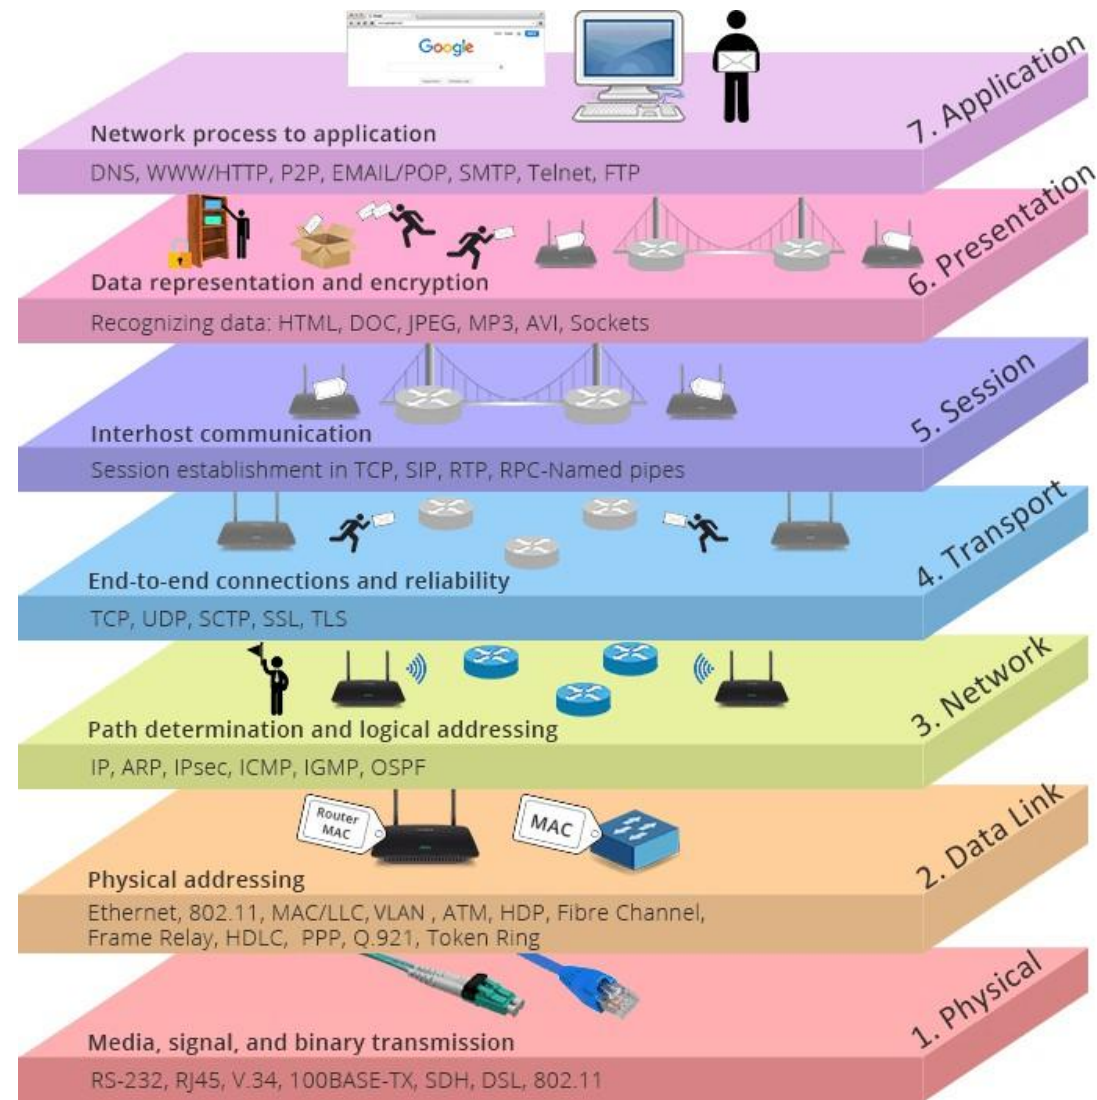 Google
7. Application
Network process to application
DNS, WWW/HTTP, P2P, EMAIL/POP, SMTP, Telnet, FTP
6. Presentation
Data representation and encryption
Recognizing data: HTML, DOC, JPEG, MP3, AVI, Sockets
5. Session
Interhost communication
Session establishment in TCP, SIP, RTP, RPC-Named pipes
4. Transport
End-to-end connections and reliability
TCP, UDP, SCTP, SSL, TLS
3. Network
Path determination and logical addressing
IP, ARP, IPsec, ICMP, IGMP, OSPF
2. Data Link
Router
MAC
MAC
Physical addressing
Ethernet, 802.11, MAC/LLC, VLAN , ATM, HDP, Fibre Channel,
Frame Relay, HDLC, PPP, Q.921, Token Ring
1. Physical
Media, signal, and binary transmission
RS-232, RJ45, V.34, 100BASE-TX, SDH, DSL, 802.11